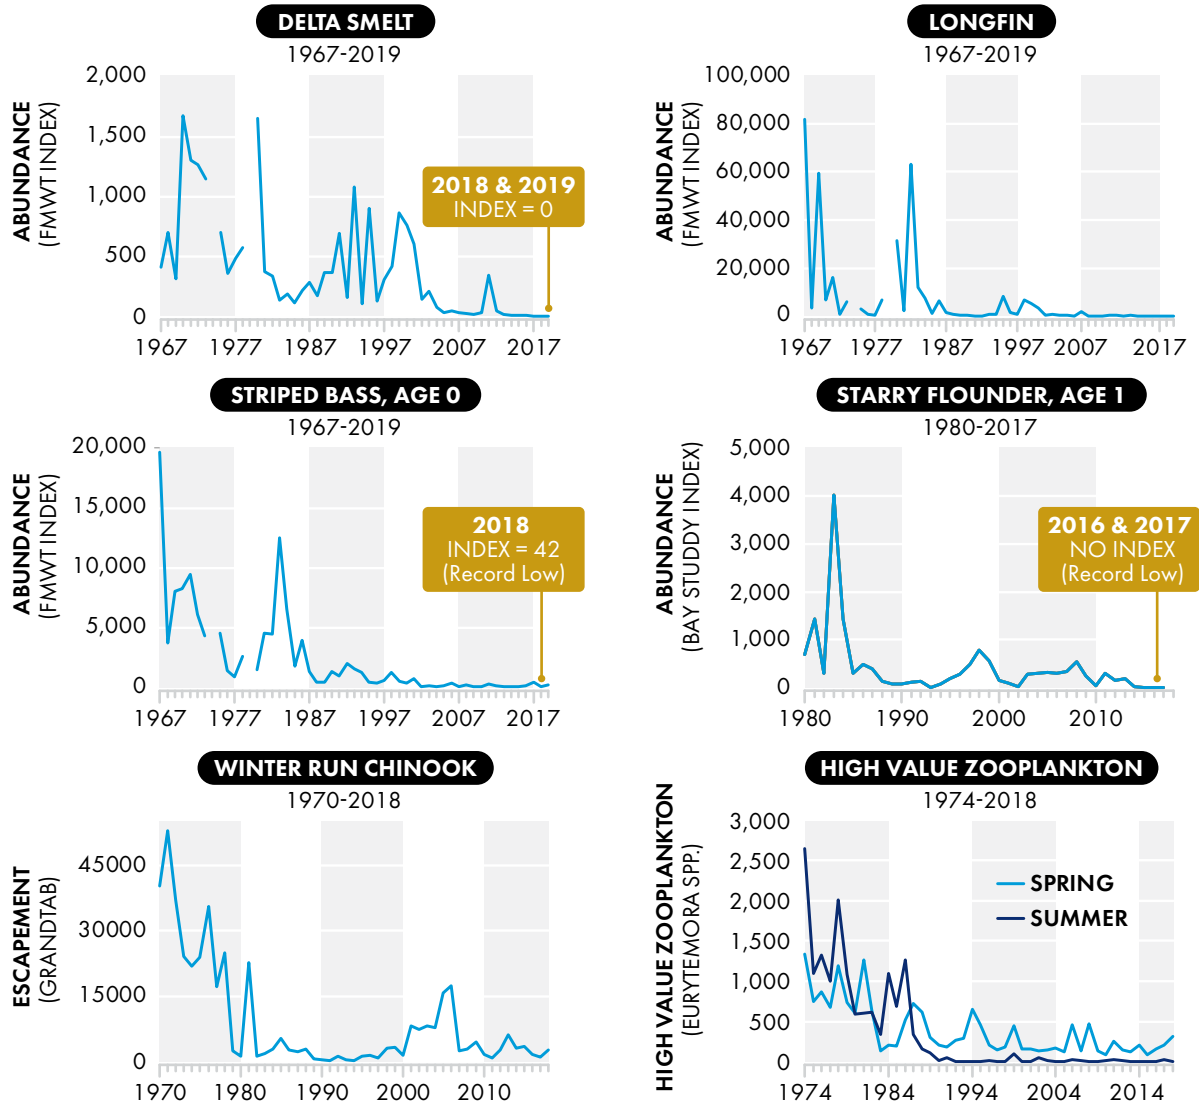 DELTA SMELT
1967-2019
ABUNDANCE
(FMWT INDEX)
2,000
1,500
1,000
500
0
2018 & 2019
INDEX = 0
1967 1977 1987 1997 2007 2017
LONGFIN
1967-2019
ABUNDANCE
(FMWT INDEX)
100,000
80,000
60,000
40,000
20,000
0
1967 1977 1987 1997 2007 2017
STRIPED BASS, AGE 0
1967-2019
ABUNDANCE
(FMWT INDEX)
20,000
15,000
10,000
5,000
0
2018
INDEX = 42
(Record Low)
1967 1977 1987 1997 2007 2017
STARRY FLOUNDER, AGE 1
1980-2017
ABUNDANCE
(BAY STUDDY INDEX)
5,000
4,000
3,000
2,000
1,000
0
2016 & 2017
NO INDEX
(Record Low)
1980 1990 2000 2010
WINTER RUN CHINOOK
1970-2018
ESCAPEMENT
(GRANDTAB)
45000
30000
15000
0
1970 1980 1990 2000 2010
HIGH VALUE ZOOPLANKTON
1974-2018
HIGH VALUE ZOOPLANKTON
(EURYTEMORA SPP.)
3,000
2,500
2,000
1,500
1,000
500
0
SPRING
SUMMER
1974 1984 1994 2004 2014